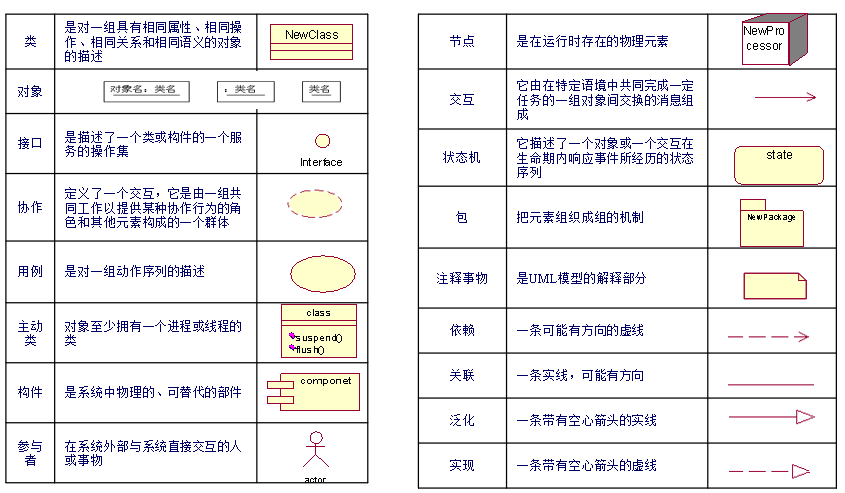 类
是对一组具有相同属性、相同操
作、相同关系和相同语义的对象
的描述
NewClass
对象
对象名：类名
：类名
类名
接口
是描述了一个类或构件的一个服
务的操作集
Interface
协作
定义了一个交互，它是由一组共
同工作以提供某种协作行为的角
色和其他元素构成的一个群体
用例
是对一组动作序列的描述
主动
类
对象至少拥有一个进程或线程的
类
class
suspend()
flush()
构件
是系统中物理的、可替代的部件
componet
参与
者
在系统外部与系统直接交互的人
或事物
actor
节点
是在运行时存在的物理元素
NewPro
cessor
交互
它由在特定语境中共同完成一定
任务的一组对象间交换的消息组
成
状态机
它描述了一个对象或一个交互在
生命期内响应事件所经历的状态
序列
state
包
把元素组织成组的机制
NewPackage
注释事物
是UML模型的解释部分
依赖
一条可能有方向的虚线
关联
一条实线，可能有方向
泛化
一条带有空心箭头的实线
实现
一条带有空心箭头的虚线